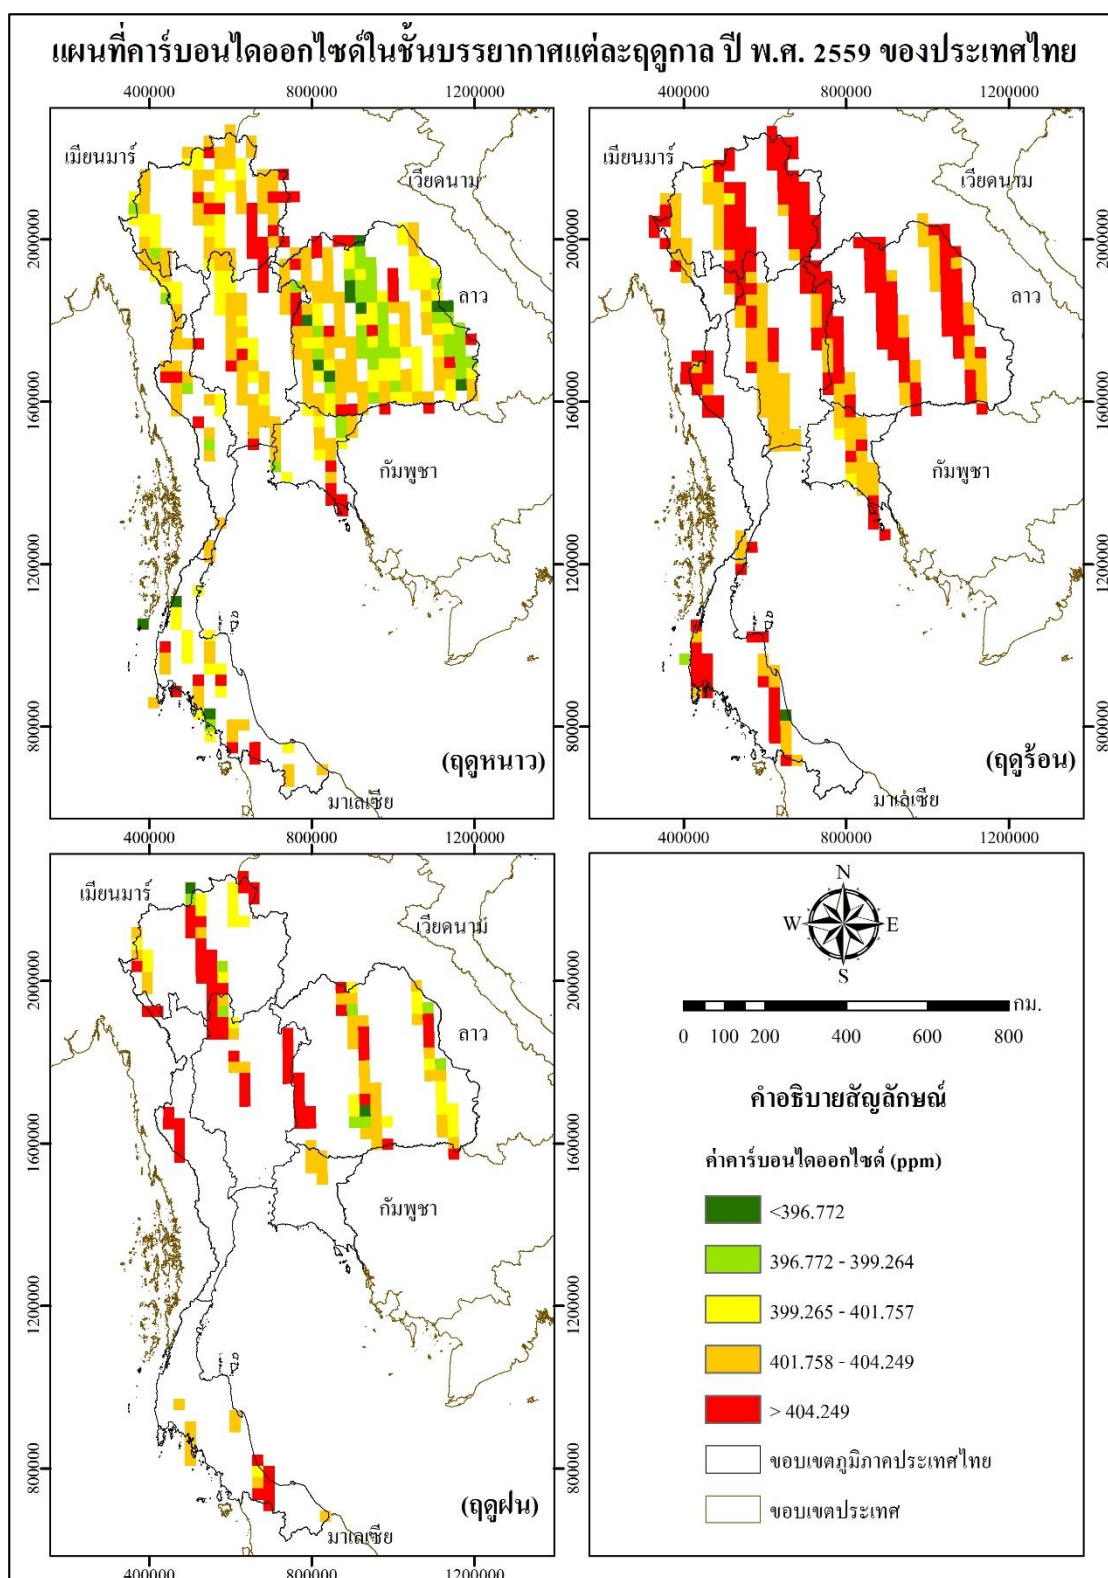 แผนที่คาร์บอนไดออกไซด์ในชั้นบรรยากาศแต่ละฤดูกาล ปี พ.ศ. 2559 ของประเทศไทย
400000 800000 1200000
เมียนมาร์
เวียดนาม
ลาว
กัมพูชา
มาเลเซีย
(ฤดูหนาว)
2000000
1600000
1200000
800000
2000000
1600000
1200000
800000
400000 800000 1200000
400000 800000 1200000
เมียนมาร์
เวียดนาม
ลาว
กัมพูชา
มาเลเซีย
(ฤดูร้อน)
2000000
1600000
1200000
800000
2000000
1600000
1200000
800000
400000 800000 1200000
เมียนมาร์
เวียดนาม
ลาว
กัมพูชา
มาเลเซีย
(ฤดูฝน)
2000000
1600000
1200000
800000
2000000
1600000
1200000
800000
400000 800000 1200000
N
W E
S
กม.
0 100 200 400 600 800
คำอธิบายสัญลักษณ์
ค่าคาร์บอนไดออกไซด์ (ppm)
<396.772
396.772 - 399.264
399.265 - 401.757
401.758 - 404.249
> 404.249
ขอบเขตภูมิภาคประเทศไทย
ขอบเขตประเทศ